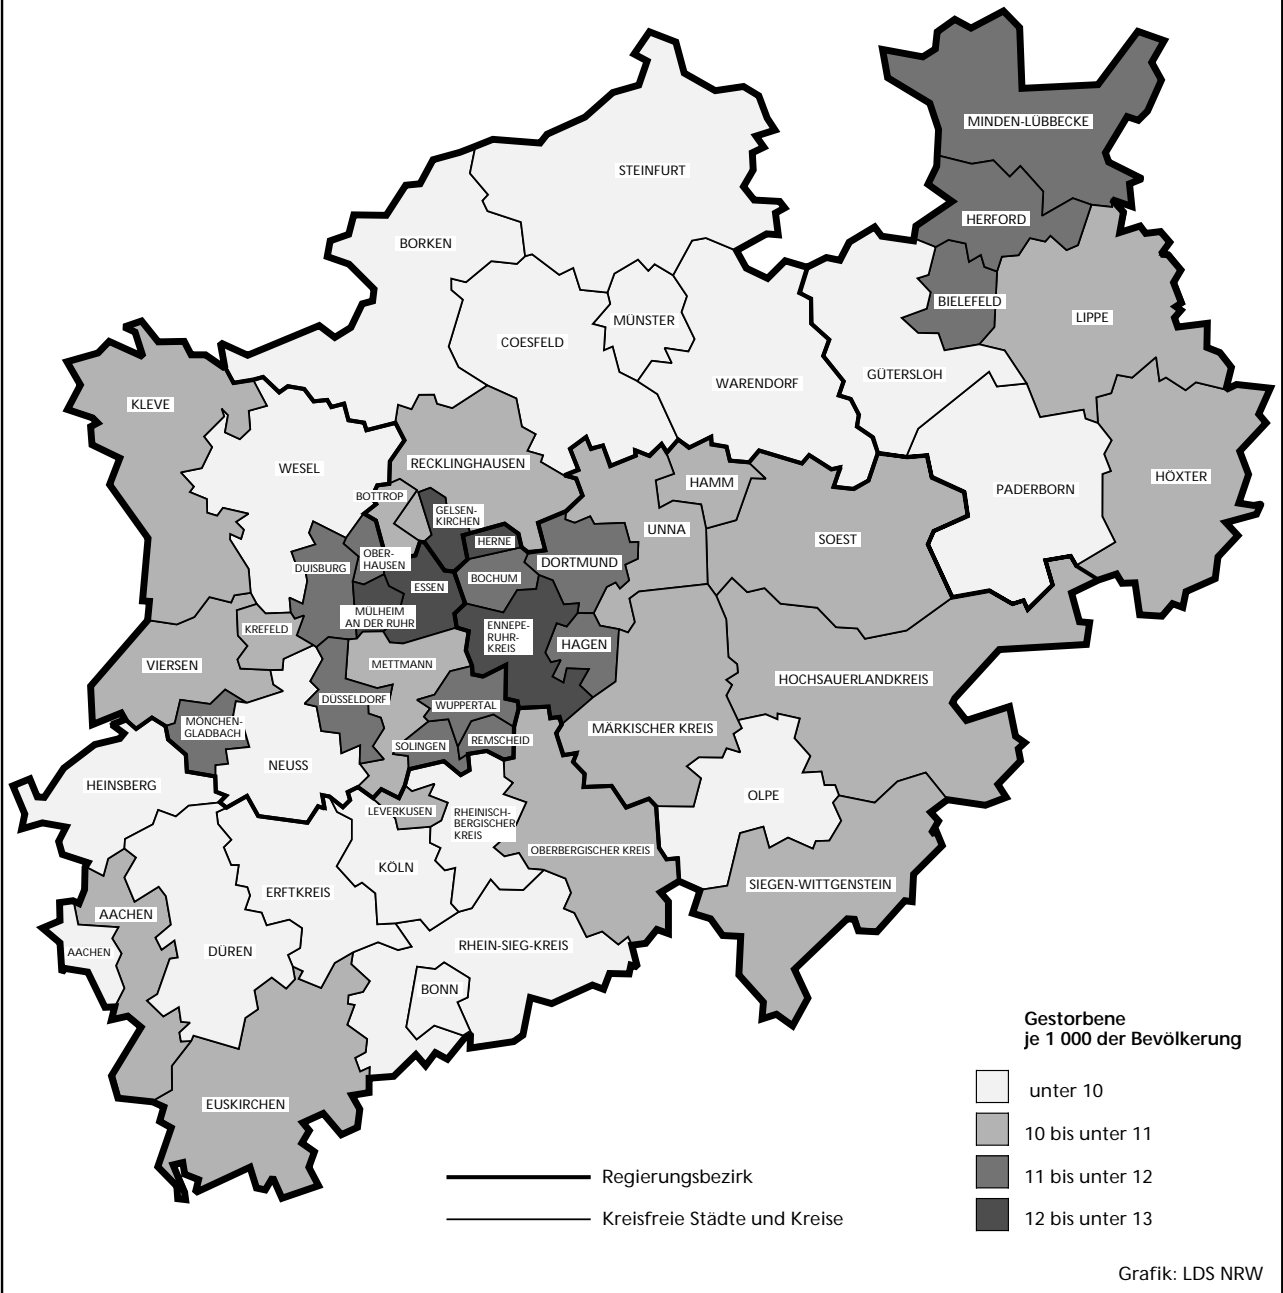 MINDEN-LÜBBECKE
STEINFURT
HERFORD
BORKEN
BIELEFELD
LIPPE
MÜNSTER
COESFELD
GÜTERSLOH
WARENDORF
KLEVE
RECKLINGHAUSEN
WESEL
HÖXTER
HAMM
PADERBORN
BOTTROP
GELSEN-
KIRCHEN
UNNA
SOEST
HERNE
OBER-
HAUSEN
DORTMUND
DUISBURG
BOCHUM
ESSEN
MÜLHEIM
AN DER RUHR
KREFELD
ENNEPE-
RUHR-
KREIS
HAGEN
VIERSEN
METTMANN
HOCHSAUERLANDKREIS
DÜSSELDORF
WUPPERTAL
MÖNCHEN-
GLADBACH
MÄRKISCHER KREIS
SOLINGEN
REMSCHEID
NEUSS
HEINSBERG
OLPE
LEVERKUSEN
RHEINISCH-
BERGISCHER
KREIS
OBERBERGISCHER KREIS
KÖLN
ERFTKREIS
SIEGEN-WITTGENSTEIN
AACHEN
AACHEN
DÜREN
RHEIN-SIEG-KREIS
BONN
EUSKIRCHEN
Gestorbene
je 1 000 der Bevölkerung
unter 10
10 bis unter 11
11 bis unter 12
12 bis unter 13
Regierungsbezirk
Kreisfreie Städte und Kreise
Grafik: LDS NRW